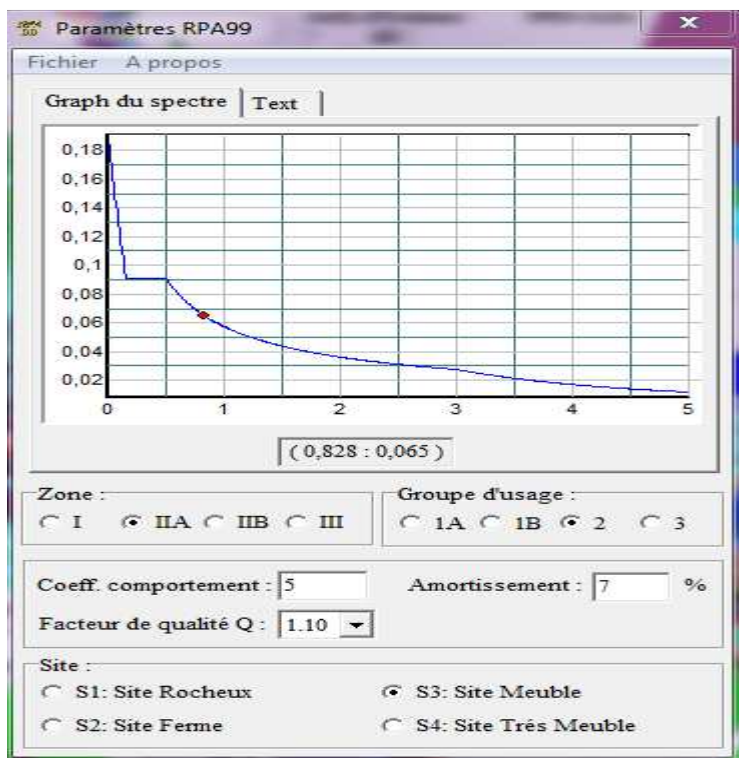 Paramètres RPA99
Fichier A propos
Graph du spectre Text
0,18
0,16
0,14
0,12
0,1
0,08
0,06
0,04
0,02
0 1 2 3 4 5
( 0,828 : 0,065 )
Zone : Groupe d'usage :
I IIA IIB III 1A 1B 2 3
Coeff. comportement : 5 Amortissement : 7 %
Facteur de qualité Q : 1.10
Site :
S1: Site Rocheux S3: Site Meuble
S2: Site Ferme S4: Site Trés Meuble